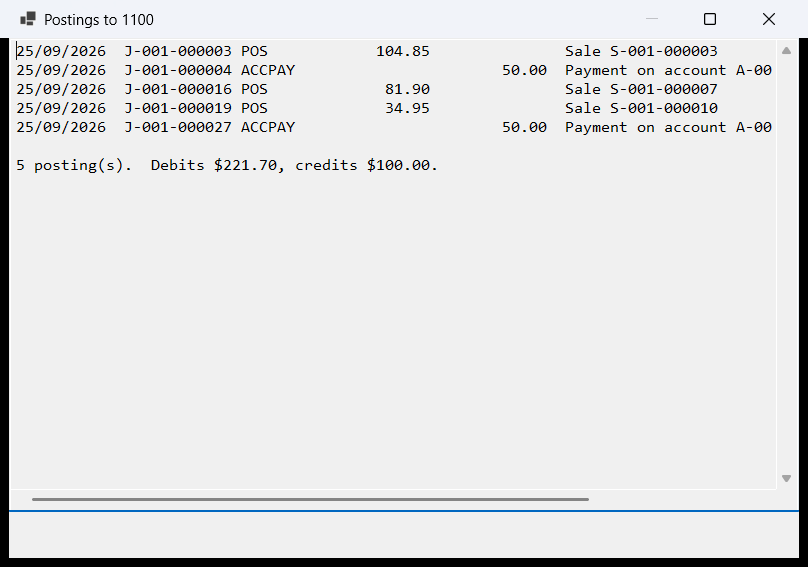 Postings to 1100
25/09/2026  J-001-000003 POS                104.85               Sale S-001-000003
25/09/2026  J-001-000004 ACCPAY                       50.00  Payment on account A-00
25/09/2026  J-001-000016 POS                 81.90               Sale S-001-000007
25/09/2026  J-001-000019 POS                 34.95               Sale S-001-000010
25/09/2026  J-001-000027 ACCPAY                       50.00  Payment on account A-00
5 posting(s).  Debits $221.70, credits $100.00.